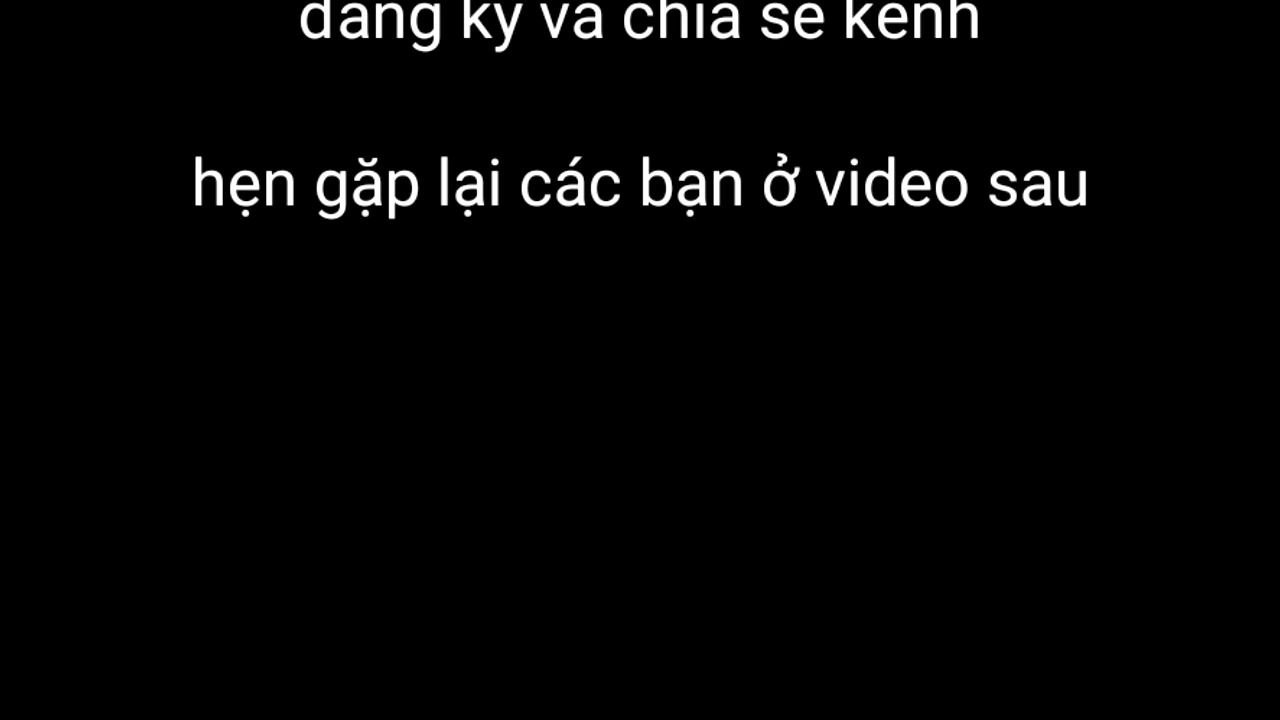 đăng ký và chia sẻ kênh
hẹn gặp lại các bạn ở video sau